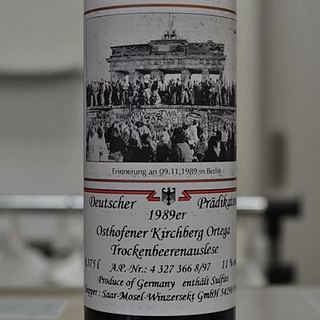 Erinnerung an 09.11.1989 in Berlin
Deutscher
1989er
Osthofener Kirchberg Ortega
Trockenbeerenauslese
A.P.-Nr.: 4 327 366 8/97 11%
Produce of Germany enthält Sulfite
Saar-Mosel-Winzersekt GmbH